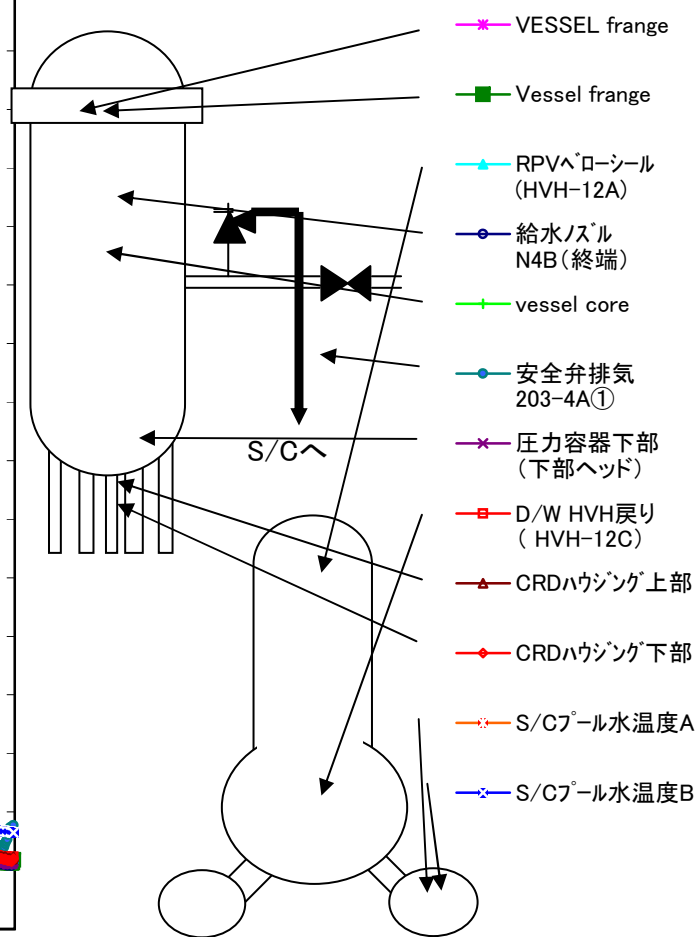 VESSEL frange
Vessel frange
RPVベローシール
(HVH-12A)
給水ノズル
N4B(終端)
vessel core
安全弁排気
203-4A①
圧力容器下部
(下部ヘッド)
D/W HVH戻り
( HVH-12C)
CRDハウジング上部
CRDハウジング下部
S/Cプール水温度A
S/Cプール水温度B
S/Cへ